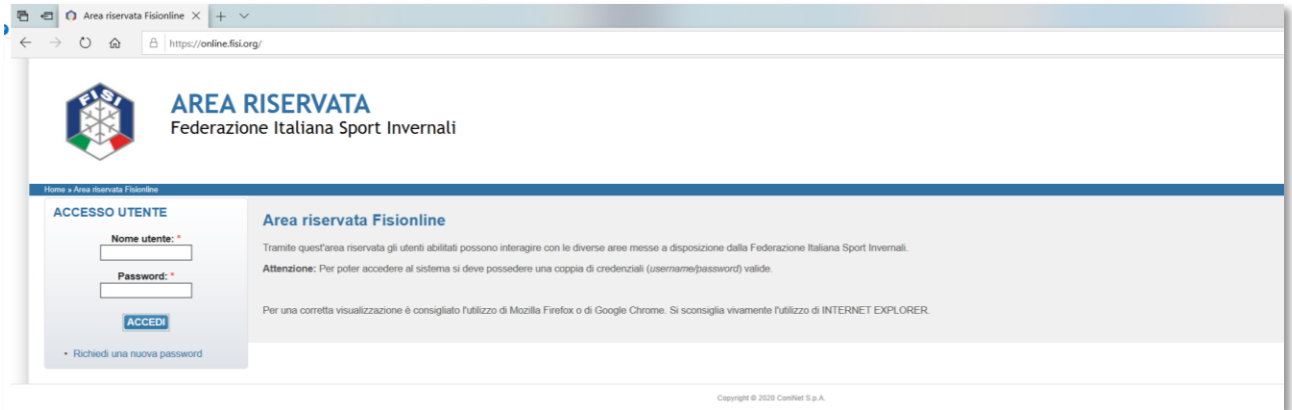 Area riservata Fisionline
https://online.fisi.org/
FISI
AREA RISERVATA
Federazione Italiana Sport Invernali
Home » Area riservata Fisionline
ACCESSO UTENTE
Nome utente: *
Password: *
ACCEDI
• Richiedi una nuova password
Area riservata Fisionline
Tramite quest'area riservata gli utenti abilitati possono interagire con le diverse aree messe a disposizione dalla Federazione Italiana Sport Invernali.
Attenzione: Per poter accedere al sistema si deve possedere una coppia di credenziali (username/password) valide.
Per una corretta visualizzazione è consigliato l'utilizzo di Mozilla Firefox o di Google Chrome. Si sconsiglia vivamente l'utilizzo di INTERNET EXPLORER.
Copyright © 2020 ConiNet S.p.A.